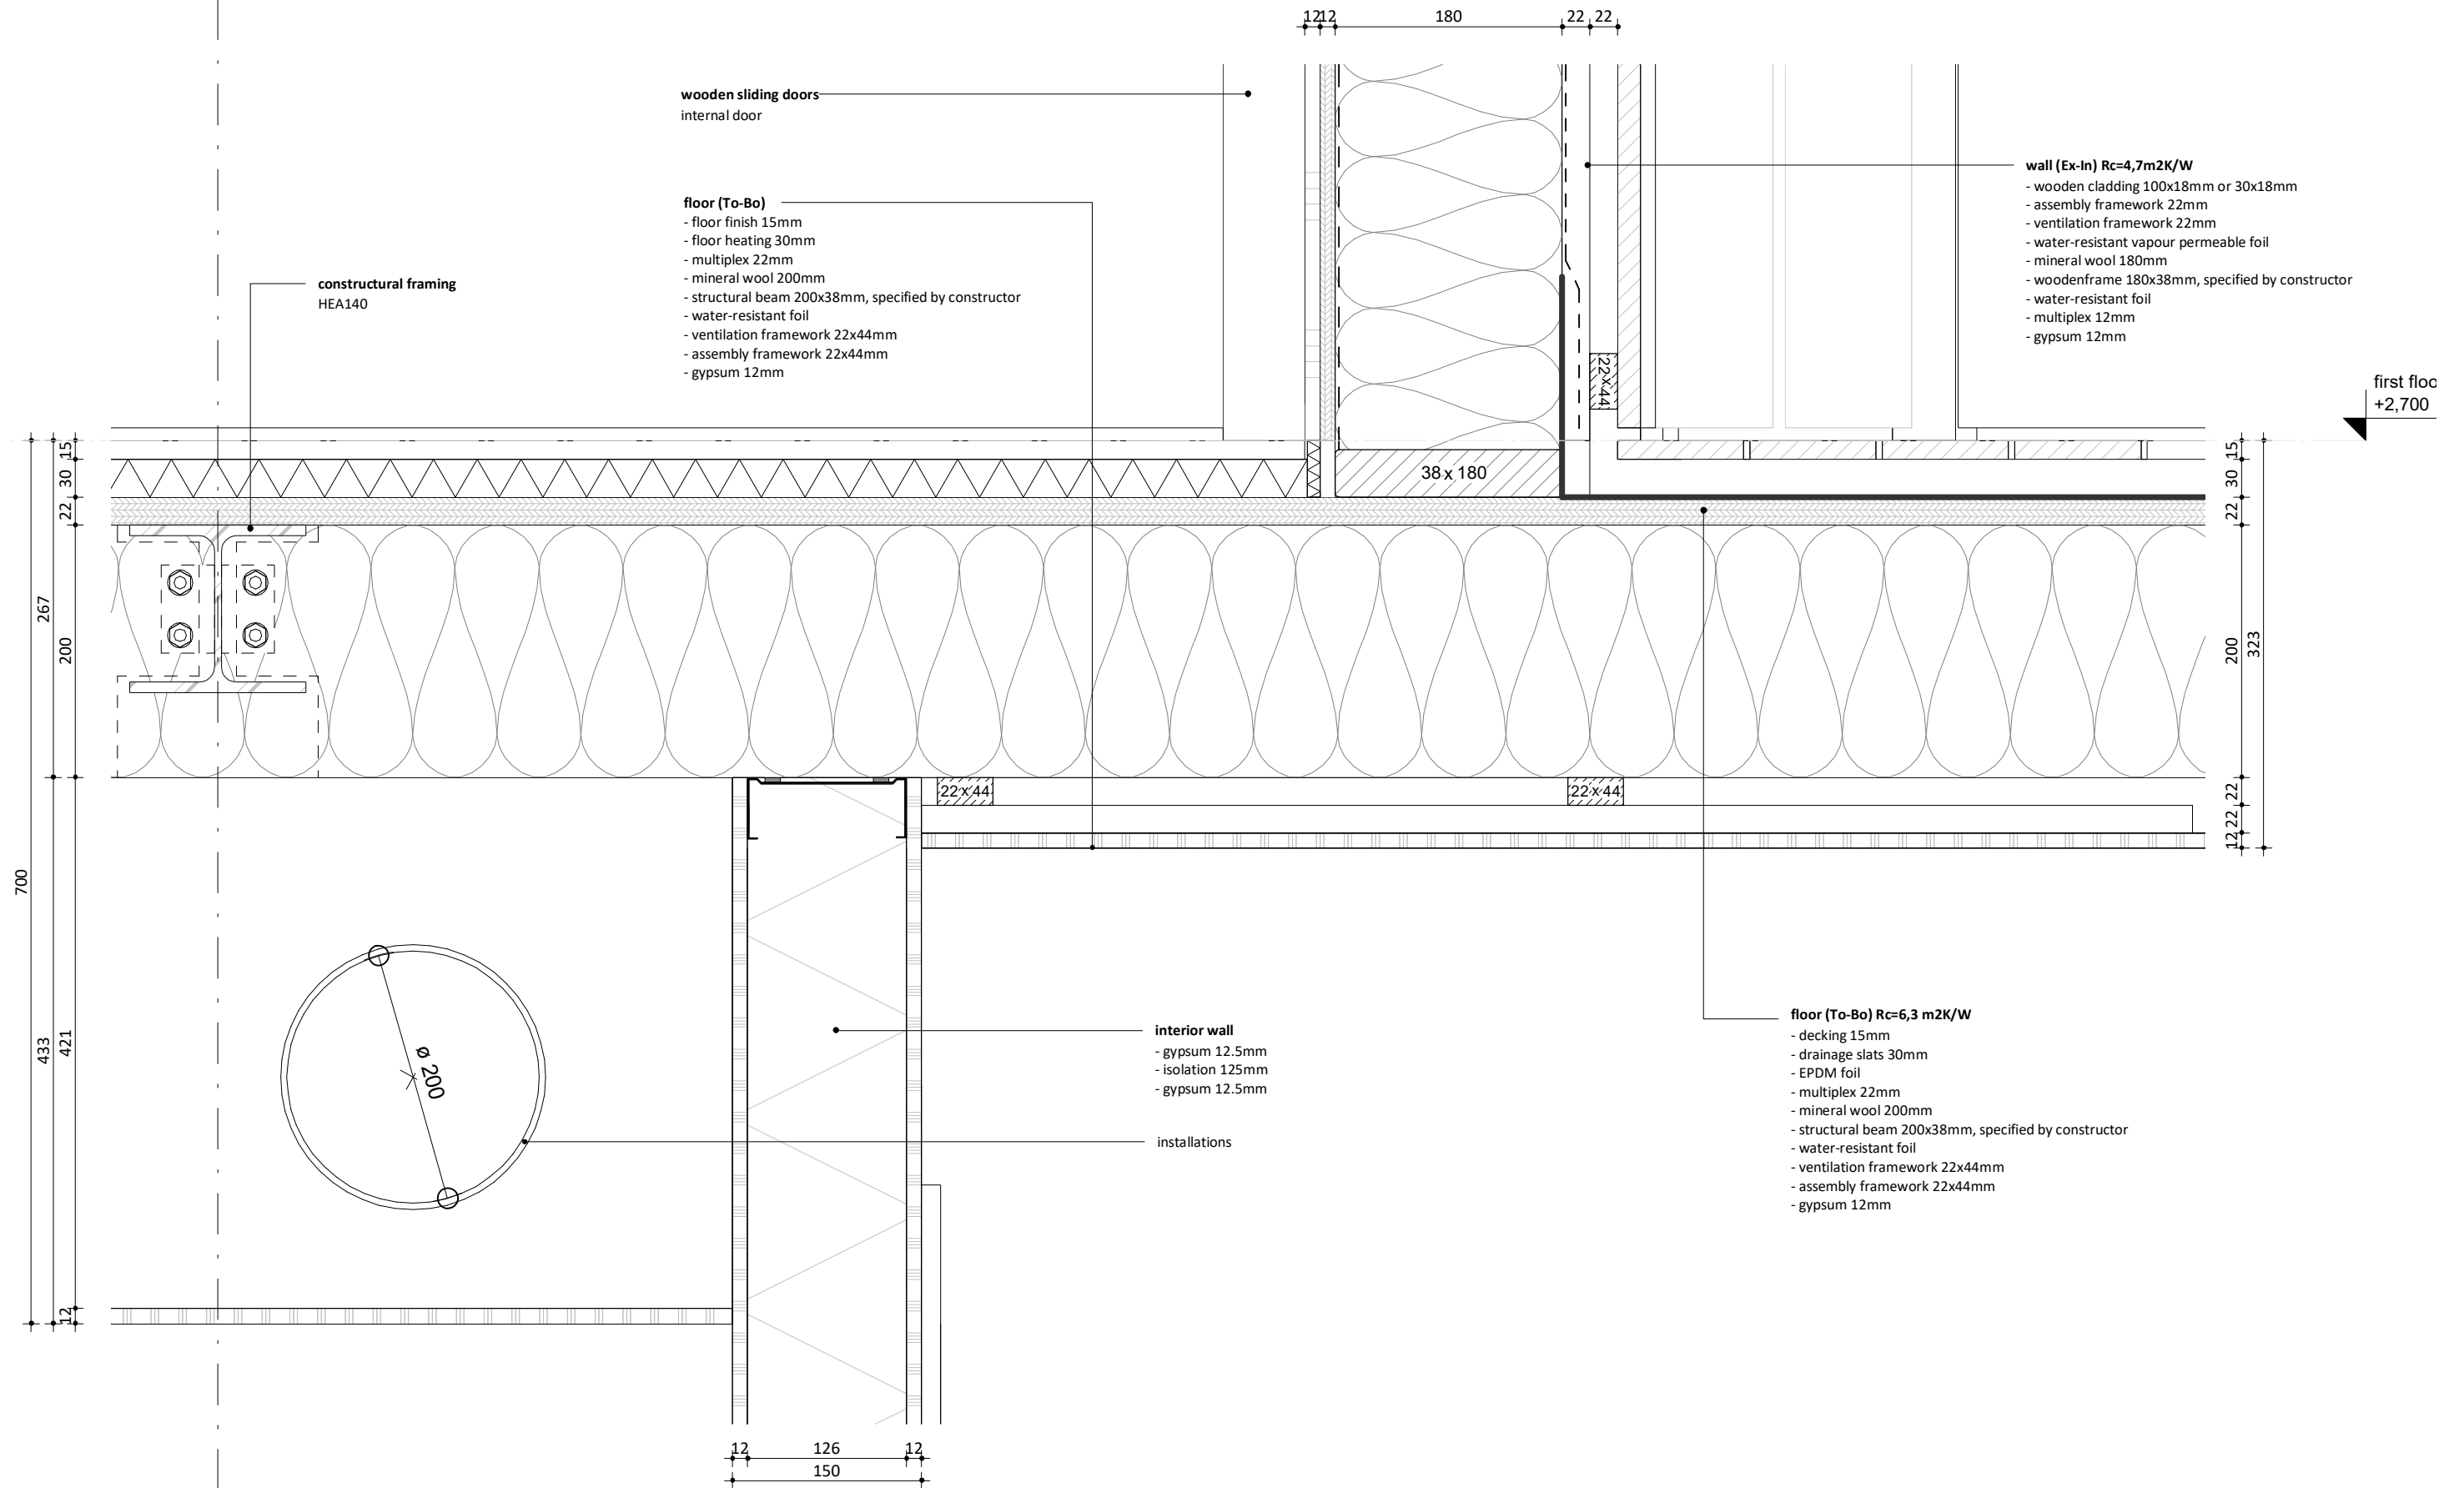 12 12 180 22 22
wooden sliding doors
internal door
floor (To-Bo)
- floor finish 15mm
- floor heating 30mm
- multiplex 22mm
- mineral wool 200mm
- structural beam 200x38mm, specified by constructor
- water-resistant foil
- ventilation framework 22x44mm
- assembly framework 22x44mm
- gypsum 12mm
constructural framing
HEA140
wall (Ex-In) Rc=4,7m2K/W
- wooden cladding 100x18mm or 30x18mm
- assembly framework 22mm
- ventilation framework 22mm
- water-resistant vapour permeable foil
- mineral wool 180mm
- woodenframe 180x38mm, specified by constructor
- water-resistant foil
- multiplex 12mm
- gypsum 12mm
22 x 44
first floo
+2,700
15
30
22
267
200
38 x 180
15
30
22
200
323
22
22
12
22 x 44
22 x 44
700
433
421
12
ø 200
interior wall
- gypsum 12.5mm
- isolation 125mm
- gypsum 12.5mm
installations
floor (To-Bo) Rc=6,3 m2K/W
- decking 15mm
- drainage slats 30mm
- EPDM foil
- multiplex 22mm
- mineral wool 200mm
- structural beam 200x38mm, specified by constructor
- water-resistant foil
- ventilation framework 22x44mm
- assembly framework 22x44mm
- gypsum 12mm
12 126 12
150